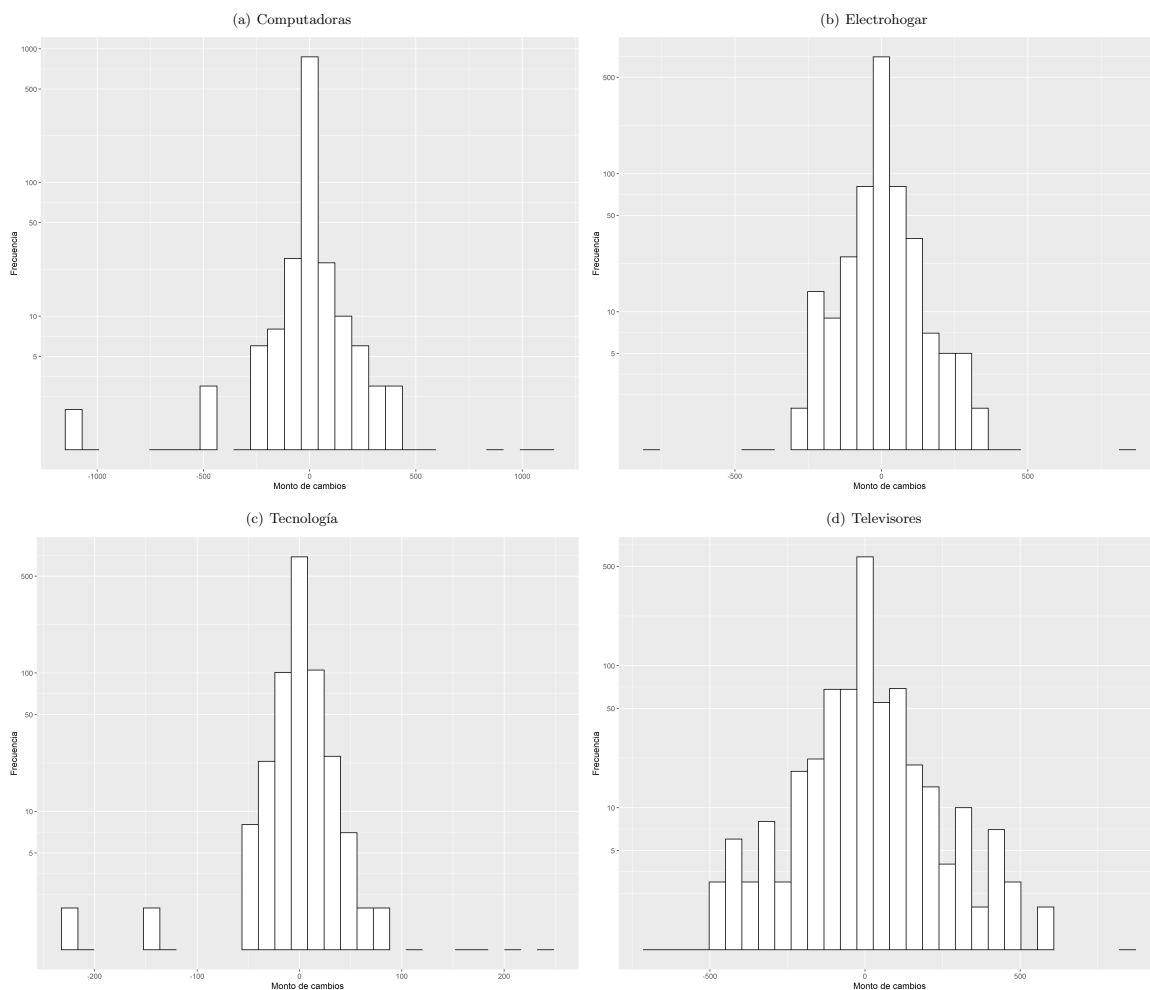 (a) Computadoras
1000
500
100
50
10
5
Frecuencia
-1000 -500 0 500 1000
Monto de cambios
(b) Electrohogar
500
100
50
10
5
Frecuencia
-500 0 500
Monto de cambios
(c) Tecnología
500
100
50
10
5
Frecuencia
-200 -100 0 100 200
Monto de cambios
(d) Televisores
500
100
50
10
5
Frecuencia
-500 0 500
Monto de cambios